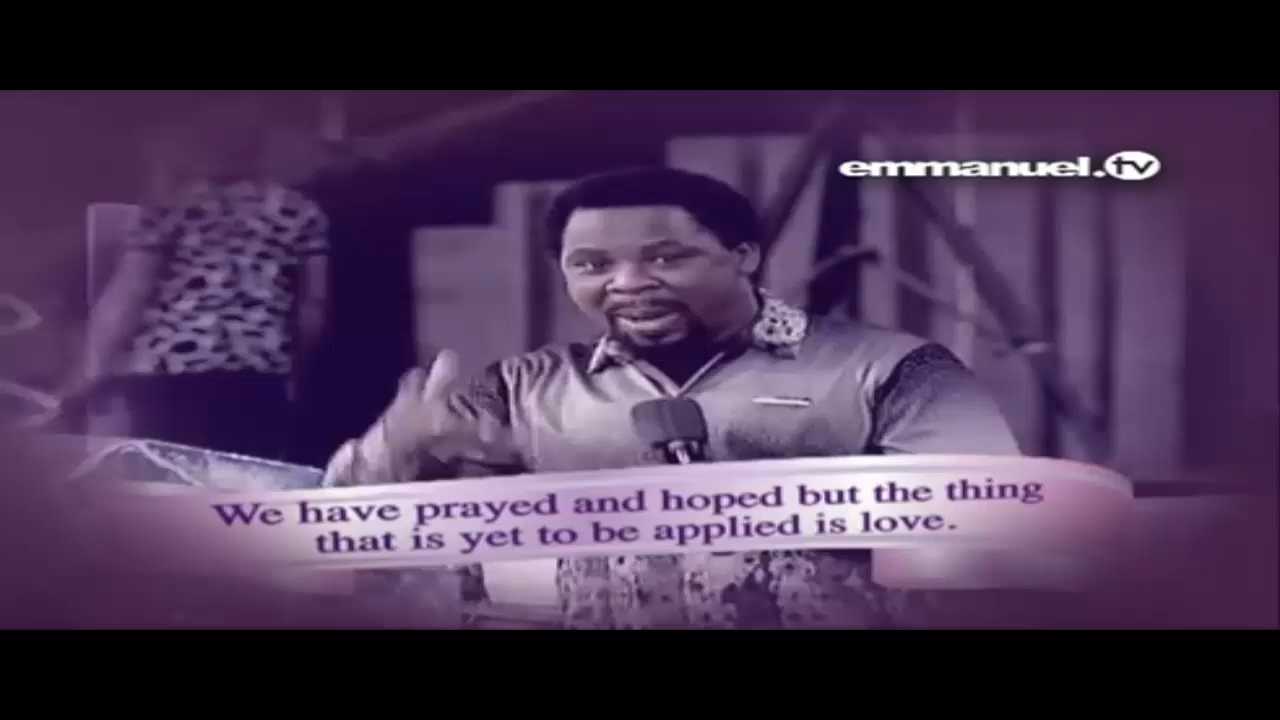 emmanuel.tv
We have prayed and hoped but the thing
that is yet to be applied is love.